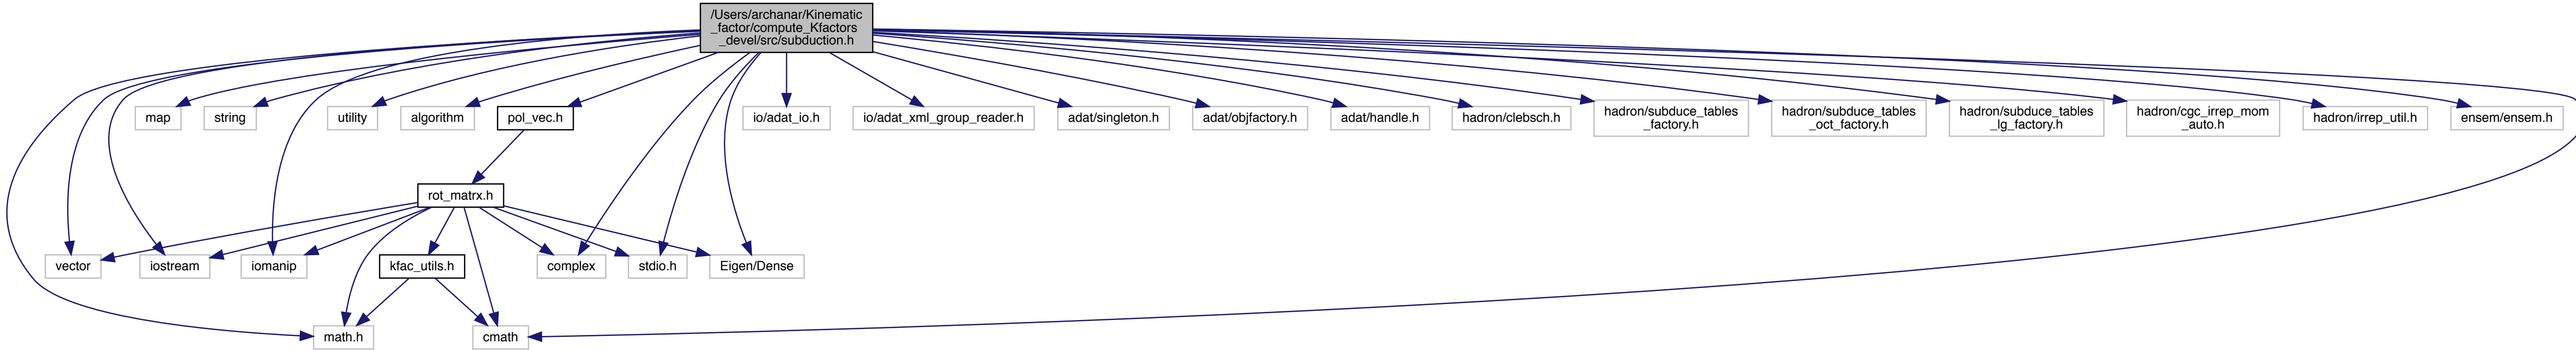 /Users/archanar/Kinematic
_factor/compute_Kfactors
_devel/src/subduction.h
map
string
utility
algorithm
pol_vec.h
io/adat_io.h
io/adat_xml_group_reader.h
adat/singleton.h
adat/objfactory.h
adat/handle.h
hadron/clebsch.h
hadron/subduce_tables
_factory.h
hadron/subduce_tables
_oct_factory.h
hadron/subduce_tables
_lg_factory.h
hadron/cgc_irrep_mom
_auto.h
hadron/irrep_util.h
ensem/ensem.h
rot_matrx.h
vector
iostream
iomanip
kfac_utils.h
complex
stdio.h
Eigen/Dense
math.h
cmath